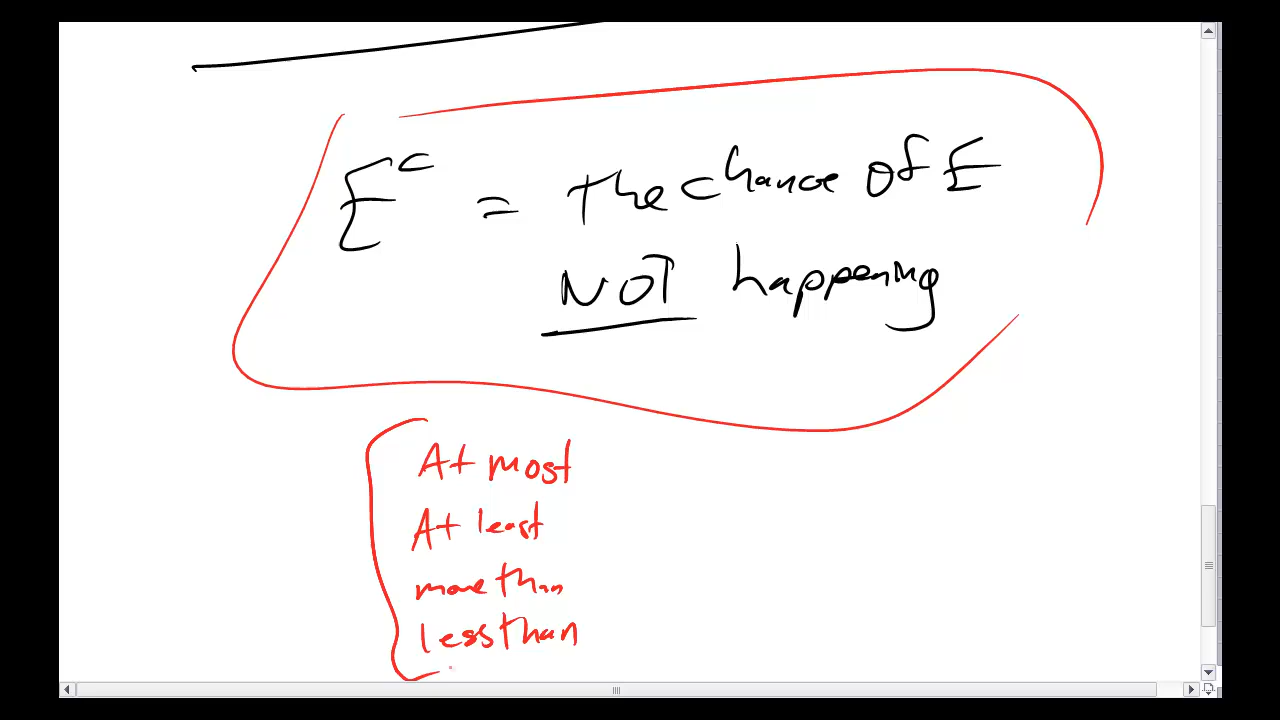 E^c = the chance of E
NOT happening
At most
At least
more than
less than